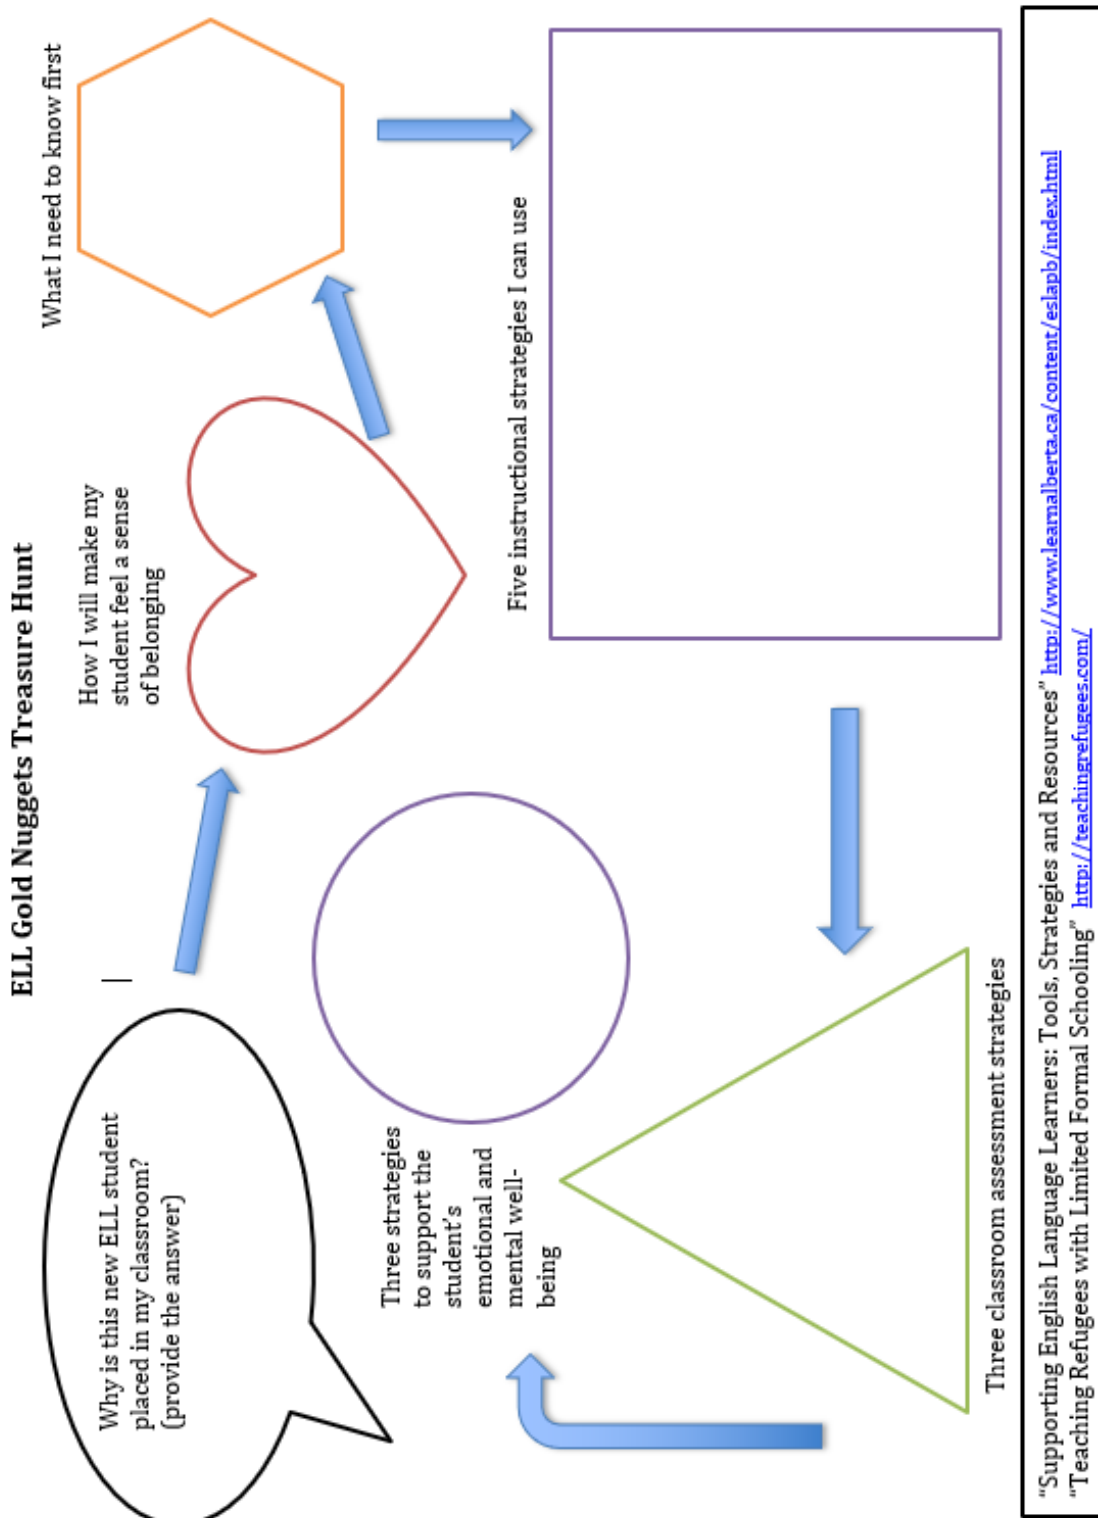 ELL Gold Nuggets Treasure Hunt
Why is this new ELL student
placed in my classroom?
(provide the answer)
How I will make my
student feel a sense
of belonging
What I need to know first
Five instructional strategies I can use
Three classroom assessment strategies
Three strategies
to support the
student's
emotional and
mental well-
being
"Supporting English Language Learners: Tools, Strategies and Resources" http://www.learnalberta.ca/content/eslapb/index.html
"Teaching Refugees with Limited Formal Schooling" http://teachingrefugees.com/